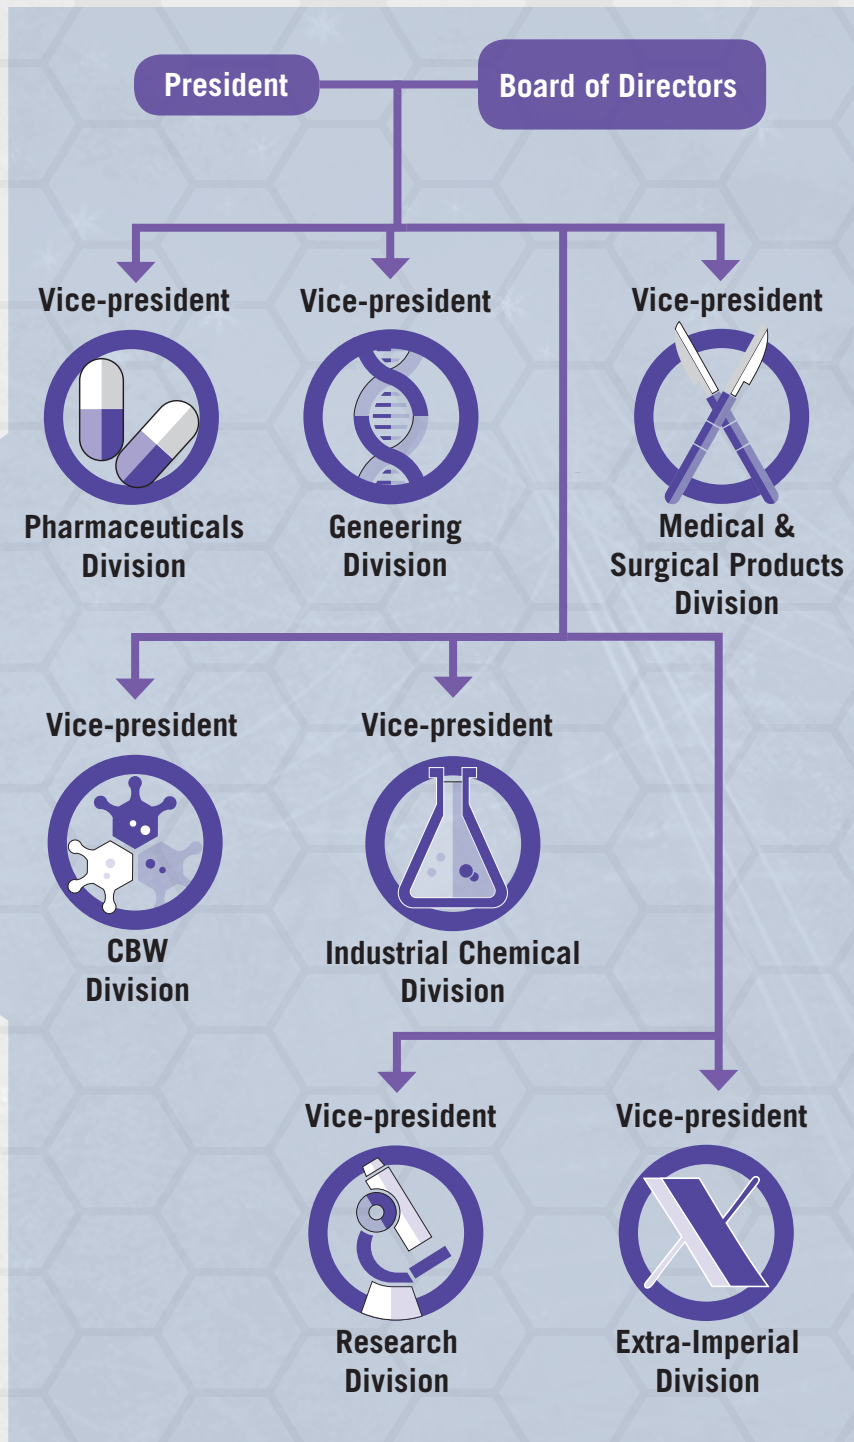 President
Board of Directors
Vice-president
Vice-president
Vice-president
Pharmaceuticals
Division
Geneering
Division
Medical &
Surgical Products
Division
Vice-president
Vice-president
CBW
Division
Industrial Chemical
Division
Vice-president
Vice-president
Research
Division
Extra-Imperial
Division